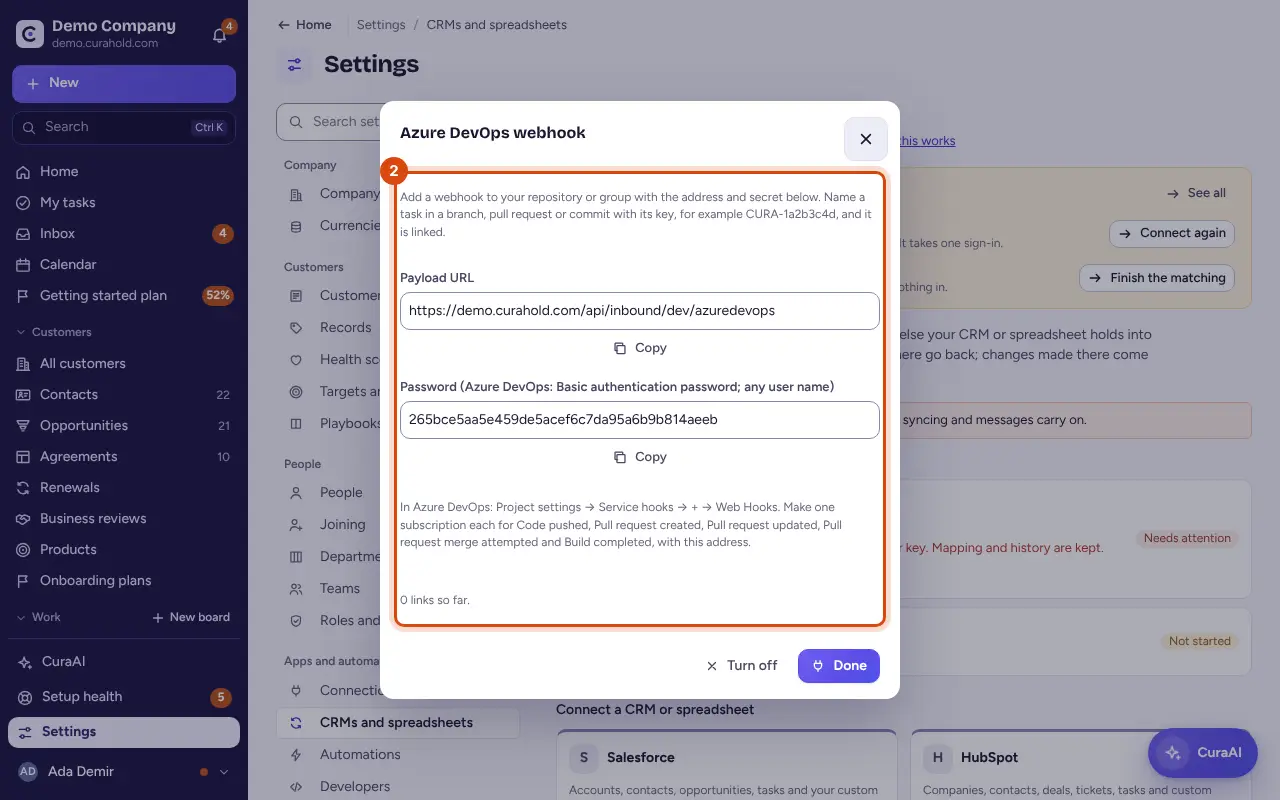 Demo Company
demo.curahold.com
4
New
Search
Ctrl K
Home
My tasks
Inbox
4
Calendar
Getting started plan
52%
Customers
All customers
Contacts
22
Opportunities
21
Agreements
10
Renewals
Business reviews
Products
Onboarding plans
Work
New board
CuraAI
Setup health
5
Settings
AD
Ada Demir
Home
Settings / CRMs and spreadsheets
Settings
Search set
Company
Company
Currencie
Customers
Custome
Records
Health sc
Targets a
Playbooks
People
People
Joining
Departme
Teams
Roles and
Apps and automa
Connectio
CRMs and spreadsheets
Automations
Developers
this works
See all
It takes one sign-in.
Connect again
othing in.
Finish the matching
else your CRM or spreadsheet holds into
ere go back; changes made there come
syncing and messages carry on.
key. Mapping and history are kept.
Needs attention
Not started
Connect a CRM or spreadsheet
S
Salesforce
Accounts, contacts, opportunities, tasks and your custom
H
HubSpot
Companies, contacts, deals, tickets, tasks and custom
CuraAI
Azure DevOps webhook
2
Add a webhook to your repository or group with the address and secret below. Name a
task in a branch, pull request or commit with its key, for example CURA-1a2b3c4d, and it
is linked.
Payload URL
https://demo.curahold.com/api/inbound/dev/azuredevops
Copy
Password (Azure DevOps: Basic authentication password; any user name)
265bce5aa5e459de5acef6c7da95a6b9b814aeeb
Copy
In Azure DevOps: Project settings → Service hooks → + → Web Hooks. Make one
subscription each for Code pushed, Pull request created, Pull request updated, Pull
request merge attempted and Build completed, with this address.
0 links so far.
Turn off
Done